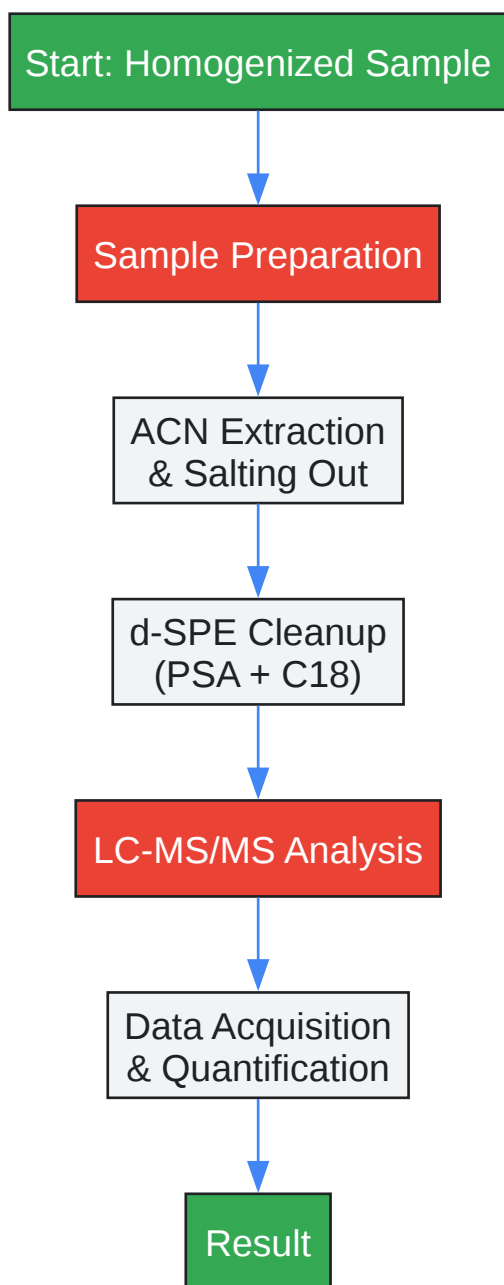 Start: Homogenized Sample
Sample Preparation
ACN Extraction
& Salting Out
d-SPE Cleanup
(PSA + C18)
LC-MS/MS Analysis
Data Acquisition
& Quantification
Result